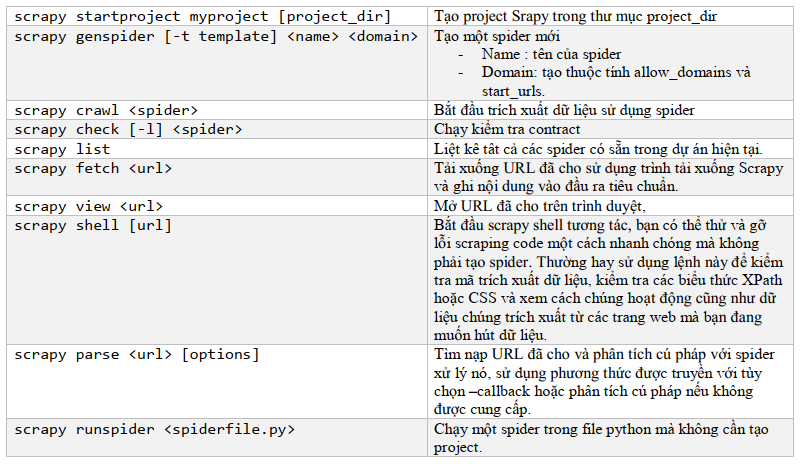 scrapy startproject myproject [project_dir]
Tạo project Srapy trong thư mục project_dir
scrapy genspider [-t template] <name> <domain>
Tạo một spider mới
- Name : tên của spider
- Domain: tạo thuộc tính allow_domains và
start_urls.
scrapy crawl <spider>
Bắt đầu trích xuất dữ liệu sử dụng spider
scrapy check [-l] <spider>
Chạy kiểm tra contract
scrapy list
Liệt kê tất cả các spider có sẵn trong dự án hiện tại.
scrapy fetch <url>
Tải xuống URL đã cho sử dụng trình tải xuống Scrapy
và ghi nội dung vào đầu ra tiêu chuẩn.
scrapy view <url>
Mở URL đã cho trên trình duyệt,
scrapy shell [url]
Bắt đầu scrapy shell tương tác, bạn có thể thử và gỡ
lỗi scraping code một cách nhanh chóng mà không
phải tạo spider. Thường hay sử dụng lệnh này để kiểm
tra mã trích xuất dữ liệu, kiểm tra các biểu thức XPath
hoặc CSS và xem cách chúng hoạt động cũng như dữ
liệu chúng trích xuất từ các trang web mà bạn đang
muốn hút dữ liệu.
scrapy parse <url> [options]
Tìm nạp URL đã cho và phân tích cú pháp với spider
xử lý nó, sử dụng phương thức được truyền với tùy
chọn –callback hoặc phân tích cú pháp nếu không
được cung cấp.
scrapy runspider <spiderfile.py>
Chạy một spider trong file python mà không cần tạo
project.